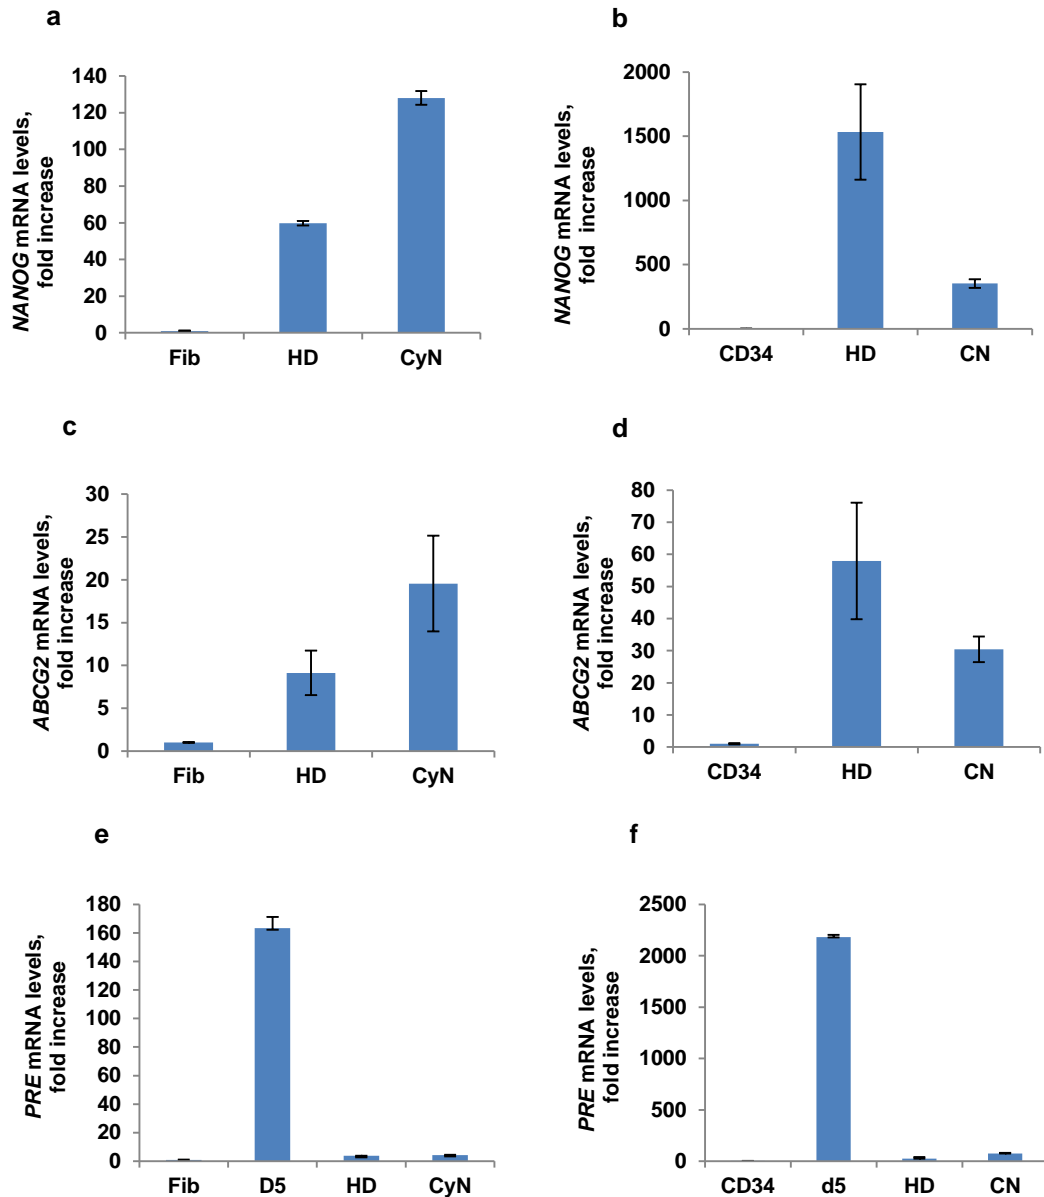 a
NANOG mRNA levels,
fold increase
140
120
100
80
60
40
20
0
Fib HD CyN
b
NANOG mRNA levels,
fold increase
2000
1500
1000
500
0
CD34 HD CN
c
ABCG2 mRNA levels,
fold increase
30
25
20
15
10
5
0
Fib HD CyN
d
ABCG2 mRNA levels,
fold increase
80
70
60
50
40
30
20
10
0
CD34 HD CN
e
PRE mRNA levels,
fold increase
180
160
140
120
100
80
60
40
20
0
Fib D5 HD CyN
f
PRE mRNA levels,
fold increase
2500
2000
1500
1000
500
0
CD34 d5 HD CN